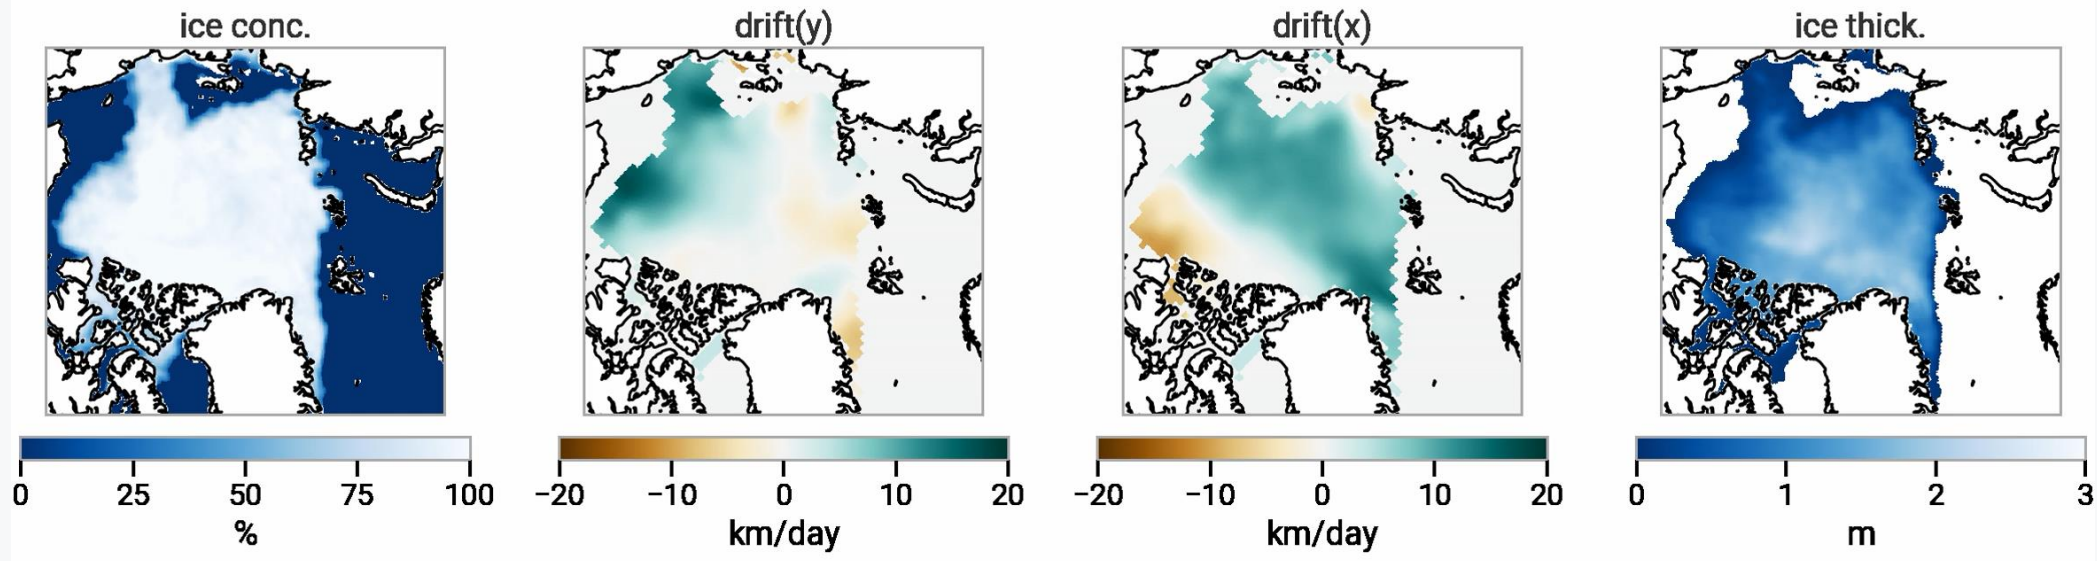 ice conc.
drift(y)
drift(x)
ice thick.
0 25 50 75 100
−20 −10 0 10 20
−20 −10 0 10 20
0 1 2 3
%
km/day
km/day
m